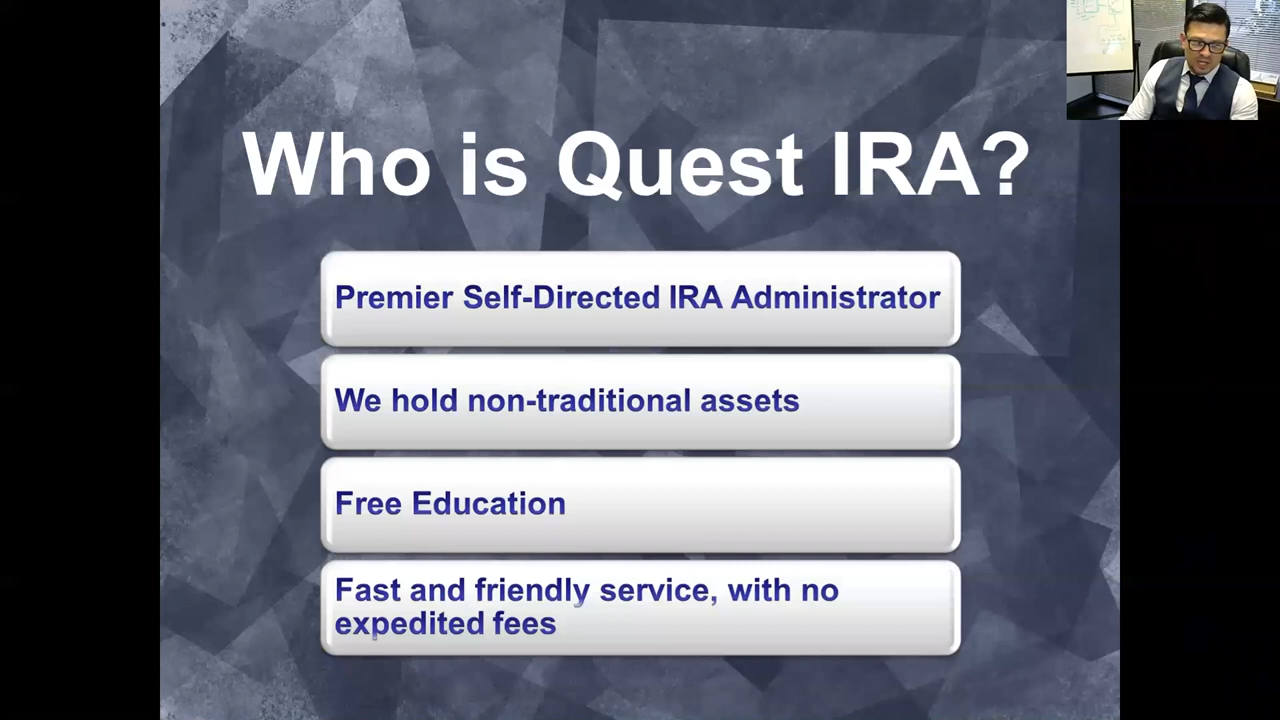 Who is Quest IRA?
Premier Self-Directed IRA Administrator
We hold non-traditional assets
Free Education
Fast and friendly service, with no
expedited fees